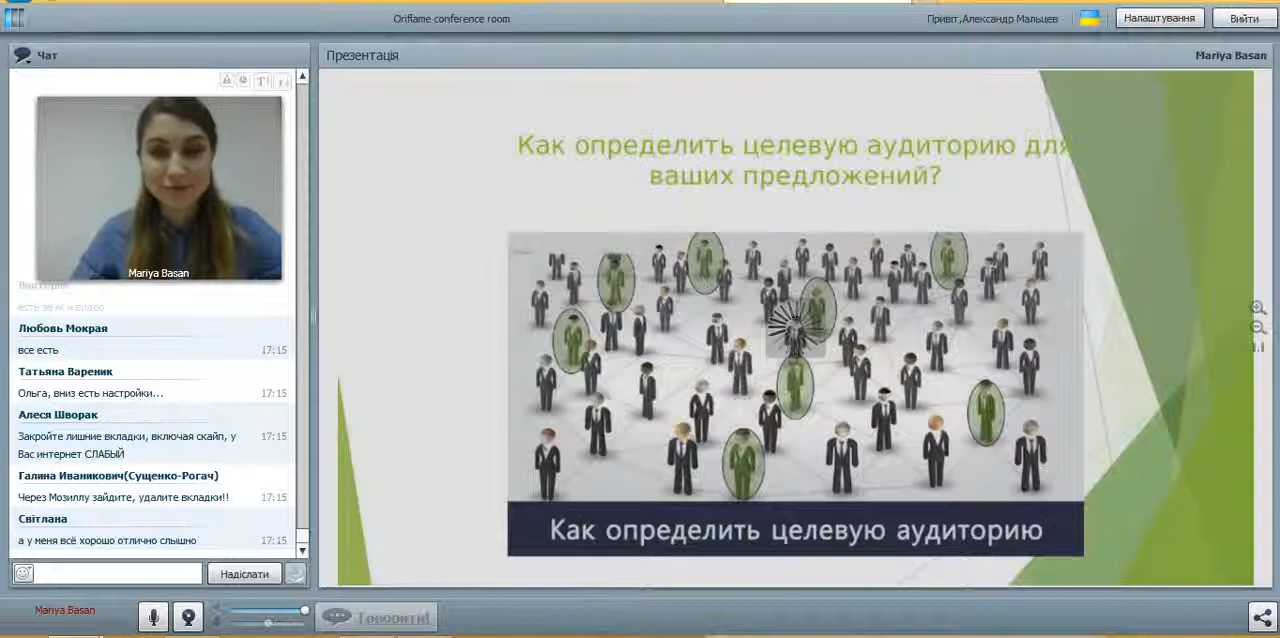 Oriflame conference room
Привіт,Александр Мальцев
Налаштування
Вийти
Чат
Mariya Basan
есть звук и видео
Любовь Мокрая
все есть 17:15
Татьяна Вареник
Ольга, вниз есть настройки... 17:15
Алеся Шворак
Закройте лишние вкладки, включая скайп, у 17:15
Вас интернет СЛАБЫЙ
Галина Иваникович(Сущенко-Рогач)
Через Мозиллу зайдите, удалите вкладки!! 17:15
Світлана
а у меня всё хорошо отлично слышно 17:15
Надіслати
Презентація
Mariya Basan
Как определить целевую аудиторию для
ваших предложений?
Как определить целевую аудиторию
Mariya Basan
Говорити!